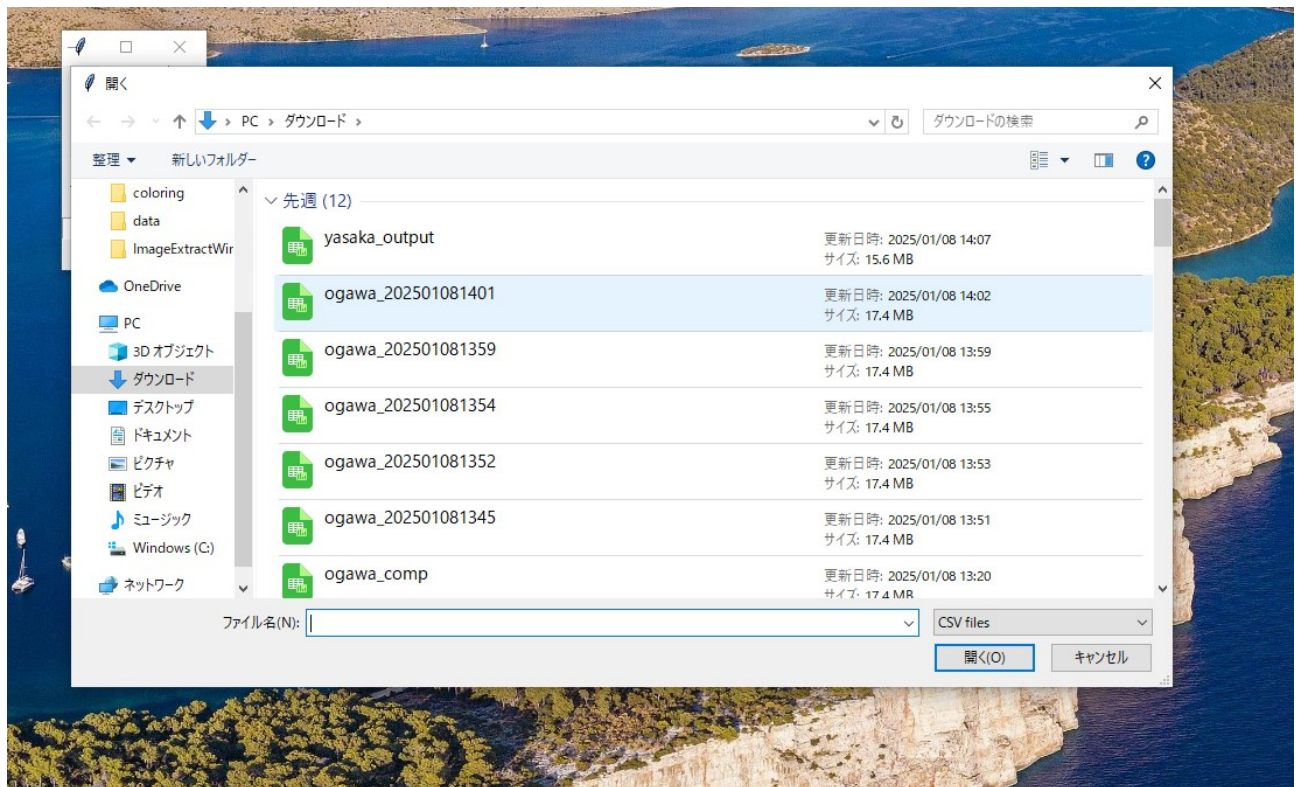 開く
PC › ダウンロード ›
ダウンロードの検索
整理
新しいフォルダー
coloring
data
ImageExtractWir
OneDrive
PC
3D オブジェクト
ダウンロード
デスクトップ
ドキュメント
ピクチャ
ビデオ
ミュージック
Windows (C:)
ネットワーク
先週 (12)
yasaka_output
更新日時: 2025/01/08 14:07
サイズ: 15.6 MB
ogawa_202501081401
更新日時: 2025/01/08 14:02
サイズ: 17.4 MB
ogawa_202501081359
更新日時: 2025/01/08 13:59
サイズ: 17.4 MB
ogawa_202501081354
更新日時: 2025/01/08 13:55
サイズ: 17.4 MB
ogawa_202501081352
更新日時: 2025/01/08 13:53
サイズ: 17.4 MB
ogawa_202501081345
更新日時: 2025/01/08 13:51
サイズ: 17.4 MB
ogawa_comp
更新日時: 2025/01/08 13:20
サイズ: 17.4 MB
ファイル名(N):
CSV files
開く(O)
キャンセル